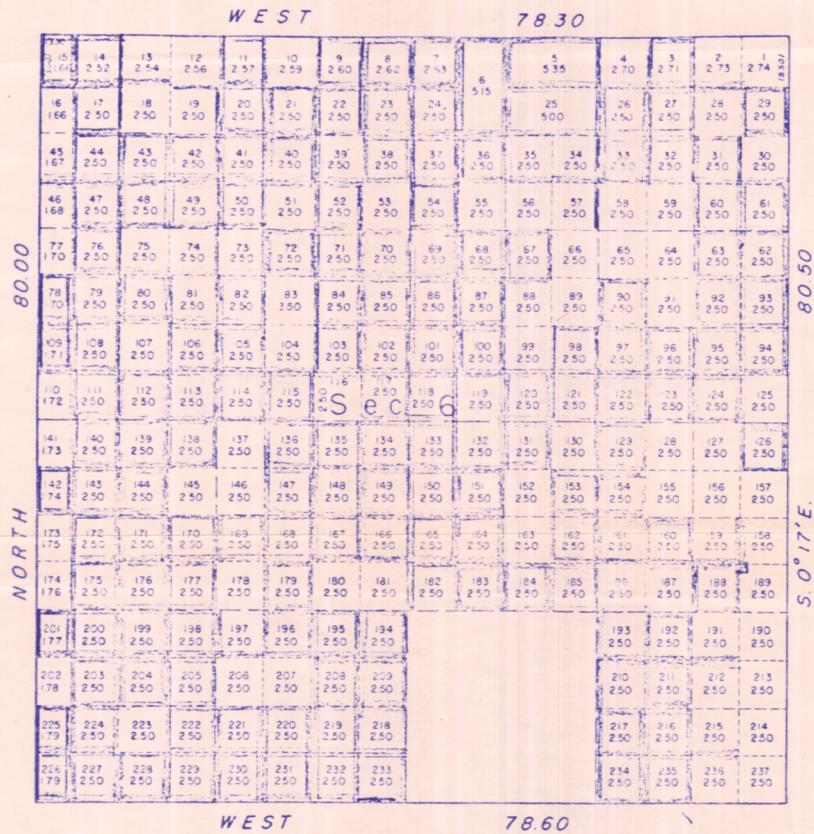 WEST 78.30
15 14 13 12 11 10 9 8 7 6 5 4 3 2 1
2.52 2.54 2.56 2.57 2.59 2.60 2.62 2.63 5.15 5.35 2.70 2.71 2.73 2.74
16 17 18 19 20 21 22 23 24 25 26 27 28 29
1.66 2.50 2.50 2.50 2.50 2.50 2.50 2.50 2.50 5.00 2.50 2.50 2.50 2.50
45 44 43 42 41 40 39 38 37 36 35 34 33 32 31 30
1.67 2.50 2.50 2.50 2.50 2.50 2.50 2.50 2.50 2.50 2.50 2.50 2.50 2.50 2.50 2.50
46 47 48 49 50 51 52 53 54 55 56 57 58 59 60 61
1.68 2.50 2.50 2.50 2.50 2.50 2.50 2.50 2.50 2.50 2.50 2.50 2.50 2.50 2.50 2.50
77 76 75 74 73 72 71 70 69 68 67 66 65 64 63 62
1.70 2.50 2.50 2.50 2.50 2.50 2.50 2.50 2.50 2.50 2.50 2.50 2.50 2.50 2.50 2.50
80.00
80.50
78 79 80 81 82 83 84 85 86 87 88 89 90 91 92 93
1.70 2.50 2.50 2.50 2.50 2.50 2.50 2.50 2.50 2.50 2.50 2.50 2.50 2.50 2.50 2.50
109 108 107 106 105 104 103 102 101 100 99 98 97 96 95 94
1.71 2.50 2.50 2.50 2.50 2.50 2.50 2.50 2.50 2.50 2.50 2.50 2.50 2.50 2.50 2.50
110 111 112 113 114 115 116 117 118 119 120 121 122 123 124 125
1.72 2.50 2.50 2.50 2.50 2.50 2.50 2.50 2.50 2.50 2.50 2.50 2.50 2.50 2.50 2.50
Sec. 6
141 140 139 138 137 136 135 134 133 132 131 130 129 128 127 126
1.73 2.50 2.50 2.50 2.50 2.50 2.50 2.50 2.50 2.50 2.50 2.50 2.50 2.50 2.50 2.50
142 143 144 145 146 147 148 149 150 151 152 153 154 155 156 157
1.74 2.50 2.50 2.50 2.50 2.50 2.50 2.50 2.50 2.50 2.50 2.50 2.50 2.50 2.50 2.50
173 172 171 170 169 168 167 166 165 164 163 162 161 160 159 158
1.75 2.50 2.50 2.50 2.50 2.50 2.50 2.50 2.50 2.50 2.50 2.50 2.50 2.50 2.50 2.50
NORTH
S. 0° 17' E.
174 175 176 177 178 179 180 181 182 183 184 185 186 187 188 189
1.76 2.50 2.50 2.50 2.50 2.50 2.50 2.50 2.50 2.50 2.50 2.50 2.50 2.50 2.50 2.50
201 200 199 198 197 196 195 194 193 192 191 190
1.77 2.50 2.50 2.50 2.50 2.50 2.50 2.50 2.50 2.50 2.50 2.50
202 203 204 205 206 207 208 209 210 211 212 213
1.78 2.50 2.50 2.50 2.50 2.50 2.50 2.50 2.50 2.50 2.50 2.50
225 224 223 222 221 220 219 218 217 216 215 214
1.79 2.50 2.50 2.50 2.50 2.50 2.50 2.50 2.50 2.50 2.50 2.50
226 227 228 229 230 231 232 233 234 235 236 237
1.79 2.50 2.50 2.50 2.50 2.50 2.50 2.50 2.50 2.50 2.50 2.50
WEST 78.60